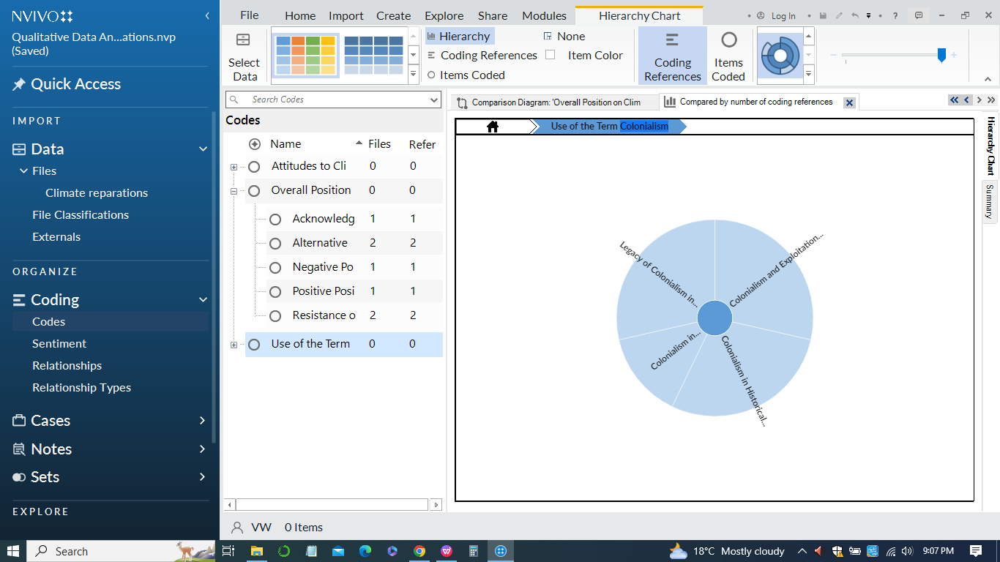 NVIVO
Qualitative Data An...ations.nvp
(Saved)
Quick Access
IMPORT
Data
Files
Climate reparations
File Classifications
Externals
ORGANIZE
Coding
Codes
Sentiment
Relationships
Relationship Types
Cases
Notes
Sets
EXPLORE
File Home Import Create Explore Share Modules Hierarchy Chart Log In ?
Select
Data
Hierarchy None
Coding References Item Color
Items Coded
Coding
References
Items
Coded
Search Codes
Codes
Name Files Refer
Attitudes to Cli 0 0
Overall Position 0 0
Acknowledg 1 1
Alternative 2 2
Negative Po 1 1
Positive Posi 1 1
Resistance o 2 2
Use of the Term 0 0
Comparison Diagram: 'Overall Position on Clim
Compared by number of coding references
Use of the Term Colonialism
Legacy of Colonialism in...
Colonialism and Exploitation...
Colonialism in...
Colonialism in Historical...
Hierarchy Chart
Summary
VW 0 Items
Search
18°C Mostly cloudy
9:07 PM